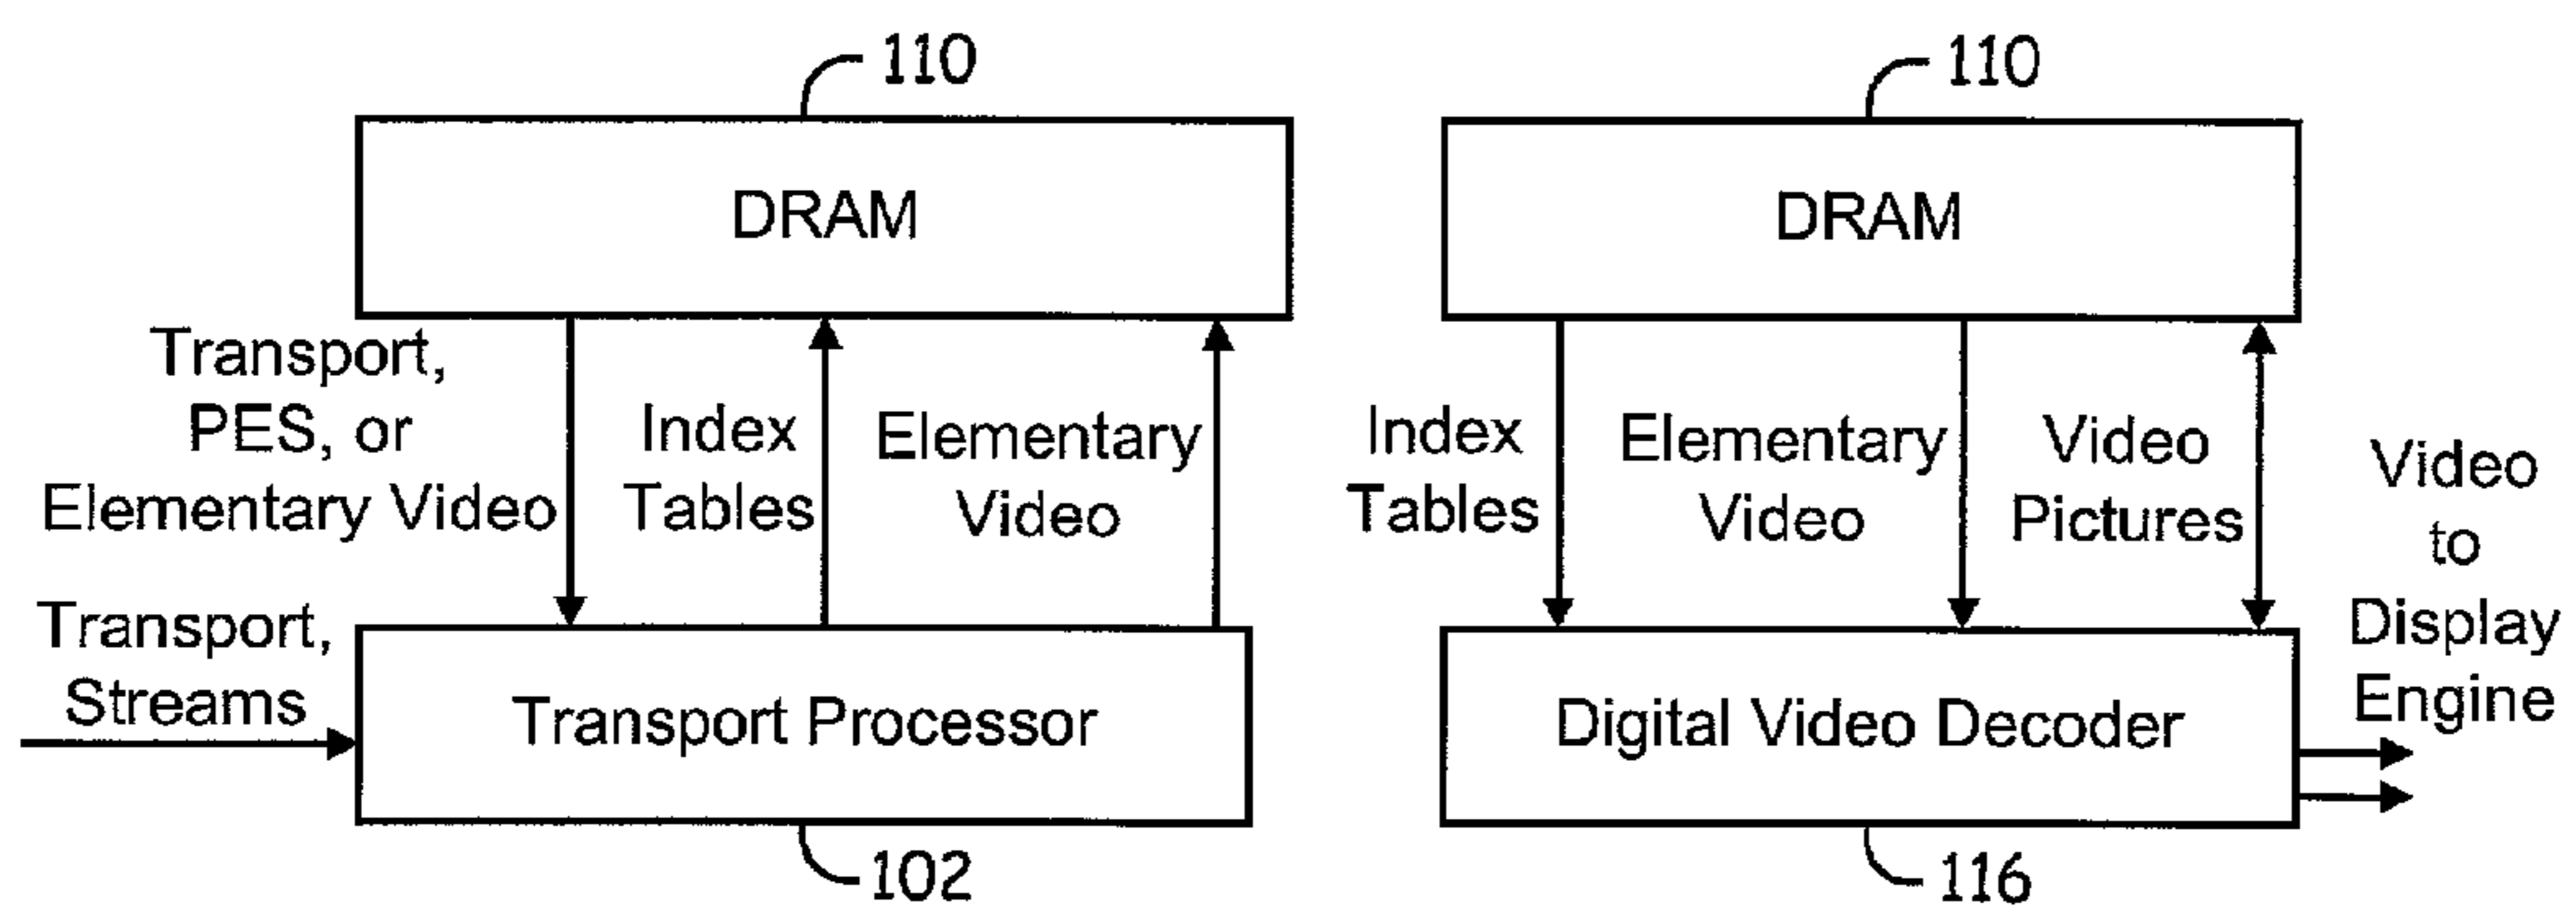 110
110
DRAM
DRAM
Transport,
PES, or
Elementary Video
Index
Tables
Elementary
Video
Index
Tables
Elementary
Video
Video
Pictures
Video
to
Display
Engine
Transport,
Streams
Transport Processor
Digital Video Decoder
102
116